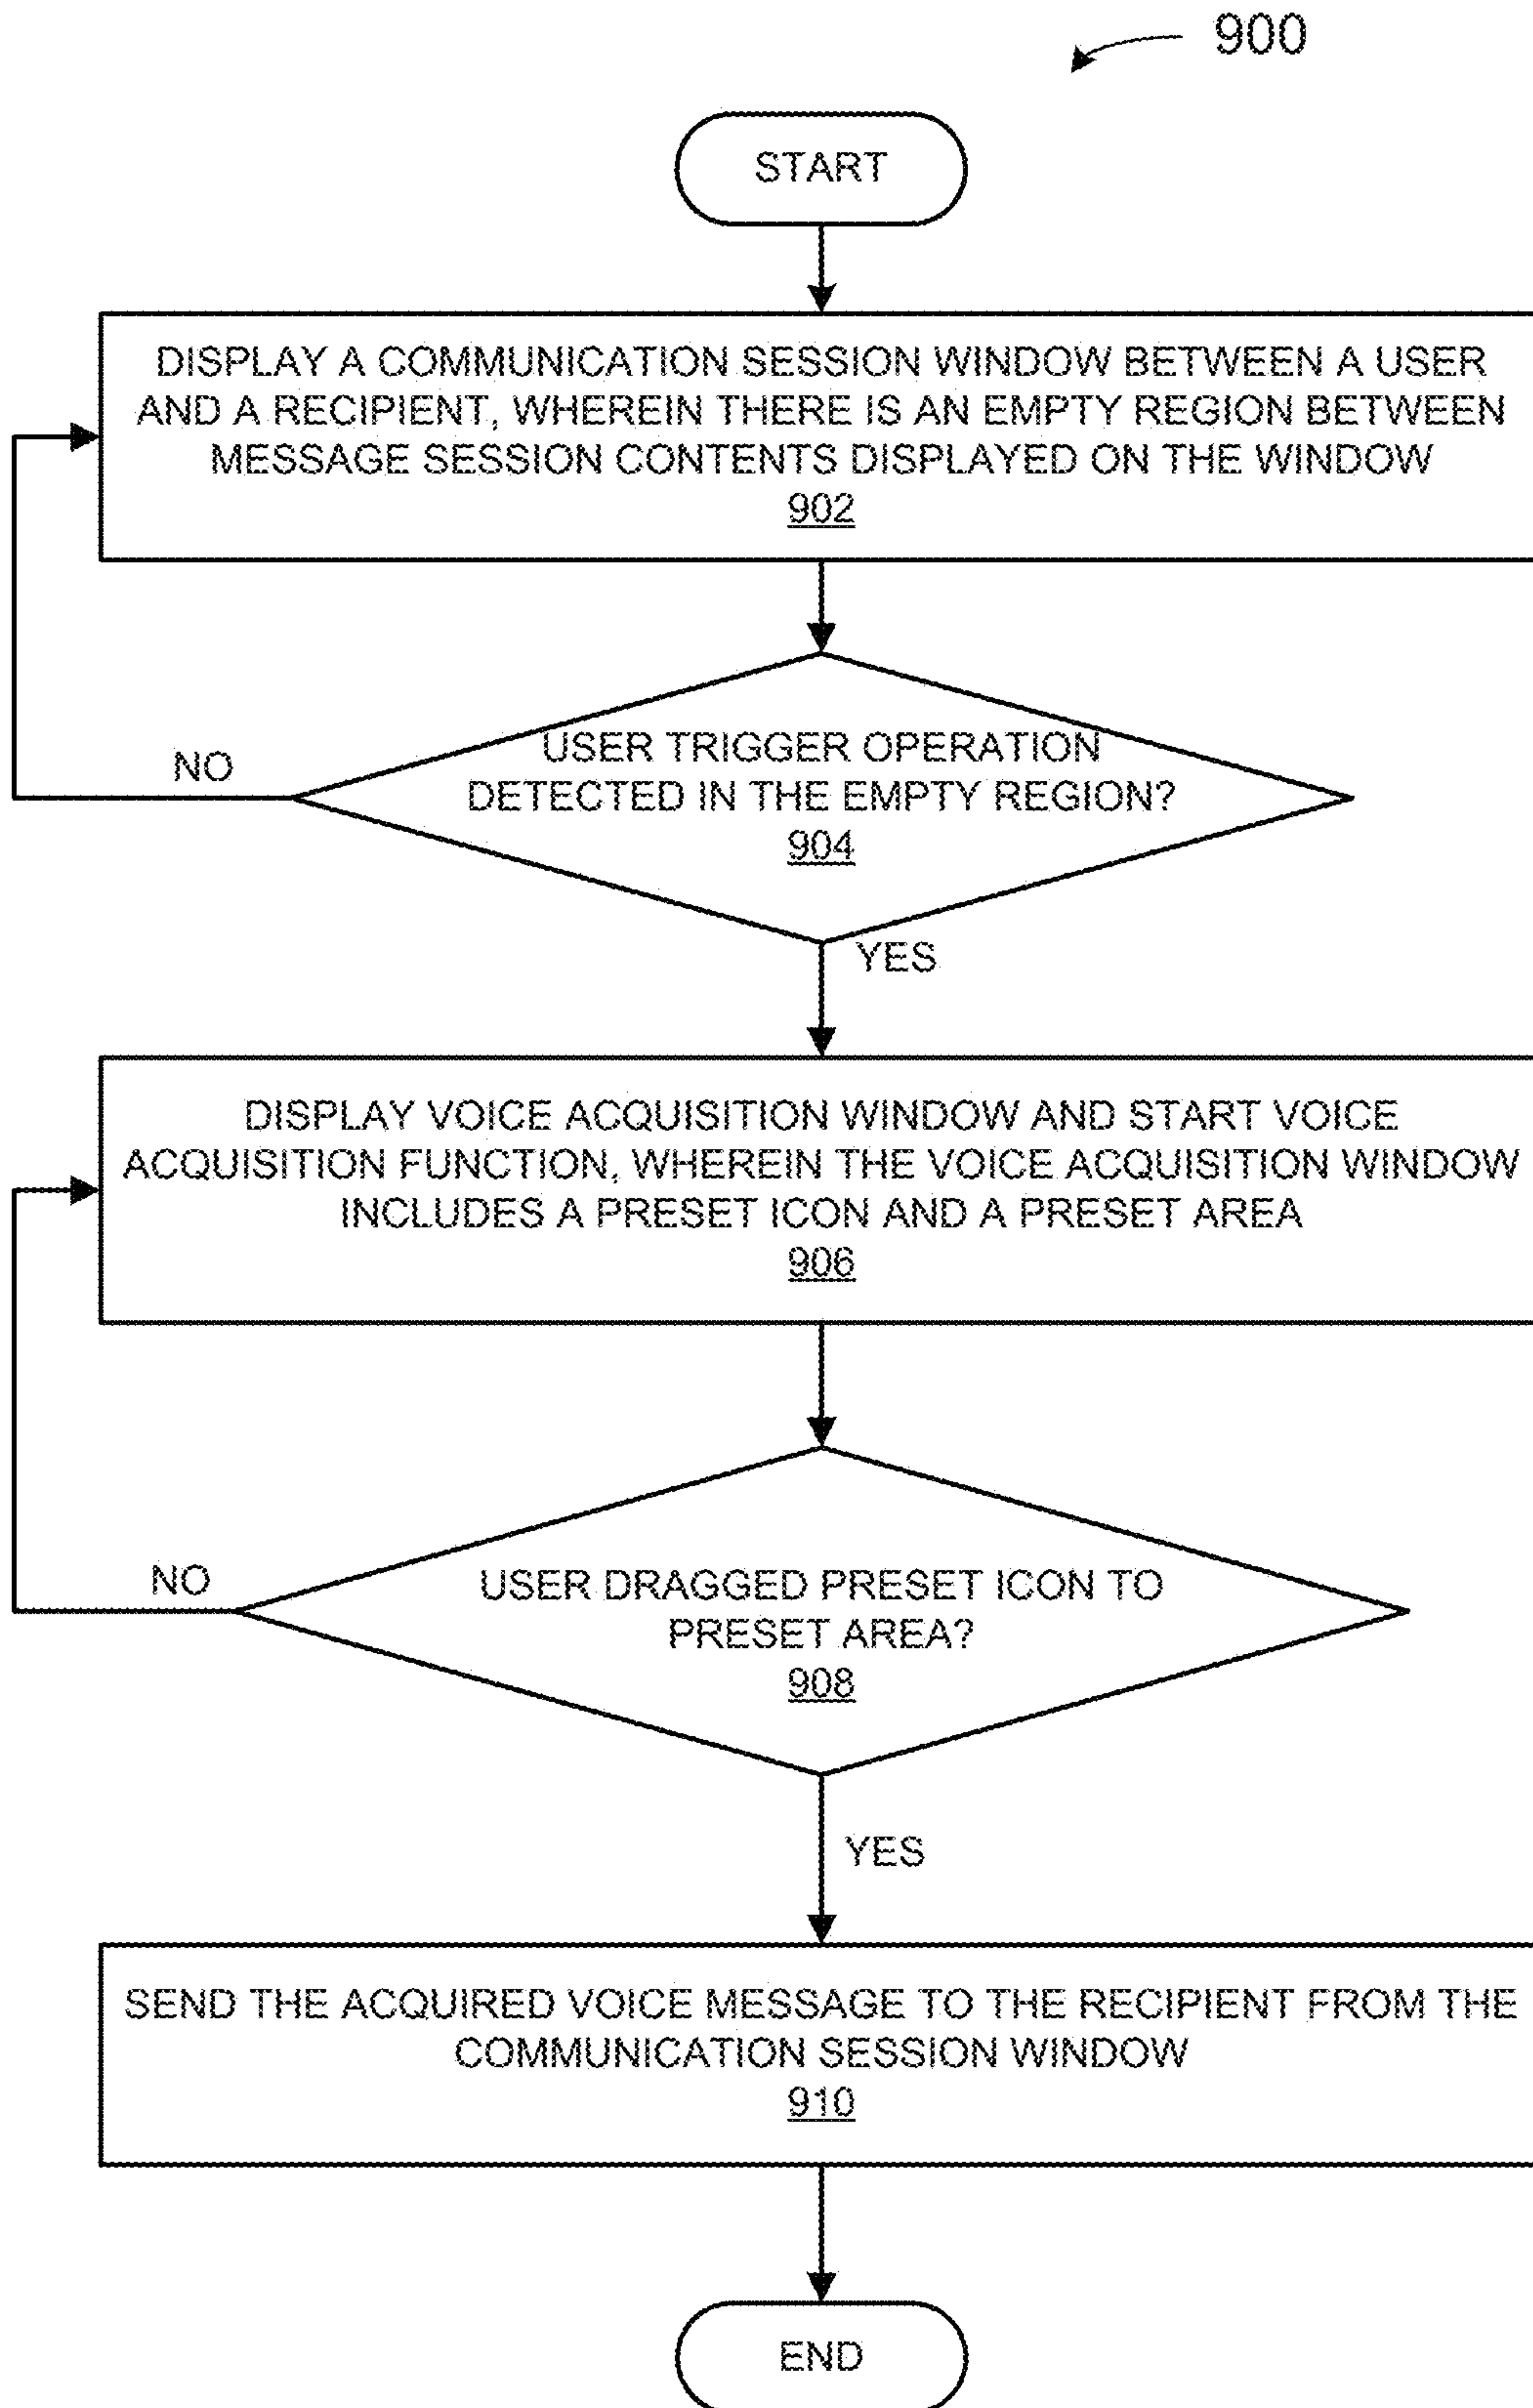 900
START
DISPLAY A COMMUNICATION SESSION WINDOW BETWEEN A USER
AND A RECIPIENT, WHEREIN THERE IS AN EMPTY REGION BETWEEN
MESSAGE SESSION CONTENTS DISPLAYED ON THE WINDOW
902
USER TRIGGER OPERATION
DETECTED IN THE EMPTY REGION?
904
NO
YES
DISPLAY VOICE ACQUISITION WINDOW AND START VOICE
ACQUISITION FUNCTION, WHEREIN THE VOICE ACQUISITION WINDOW
INCLUDES A PRESET ICON AND A PRESET AREA
906
NO
USER DRAGGED PRESET ICON TO
PRESET AREA?
908
YES
SEND THE ACQUIRED VOICE MESSAGE TO THE RECIPIENT FROM THE
COMMUNICATION SESSION WINDOW
910
END